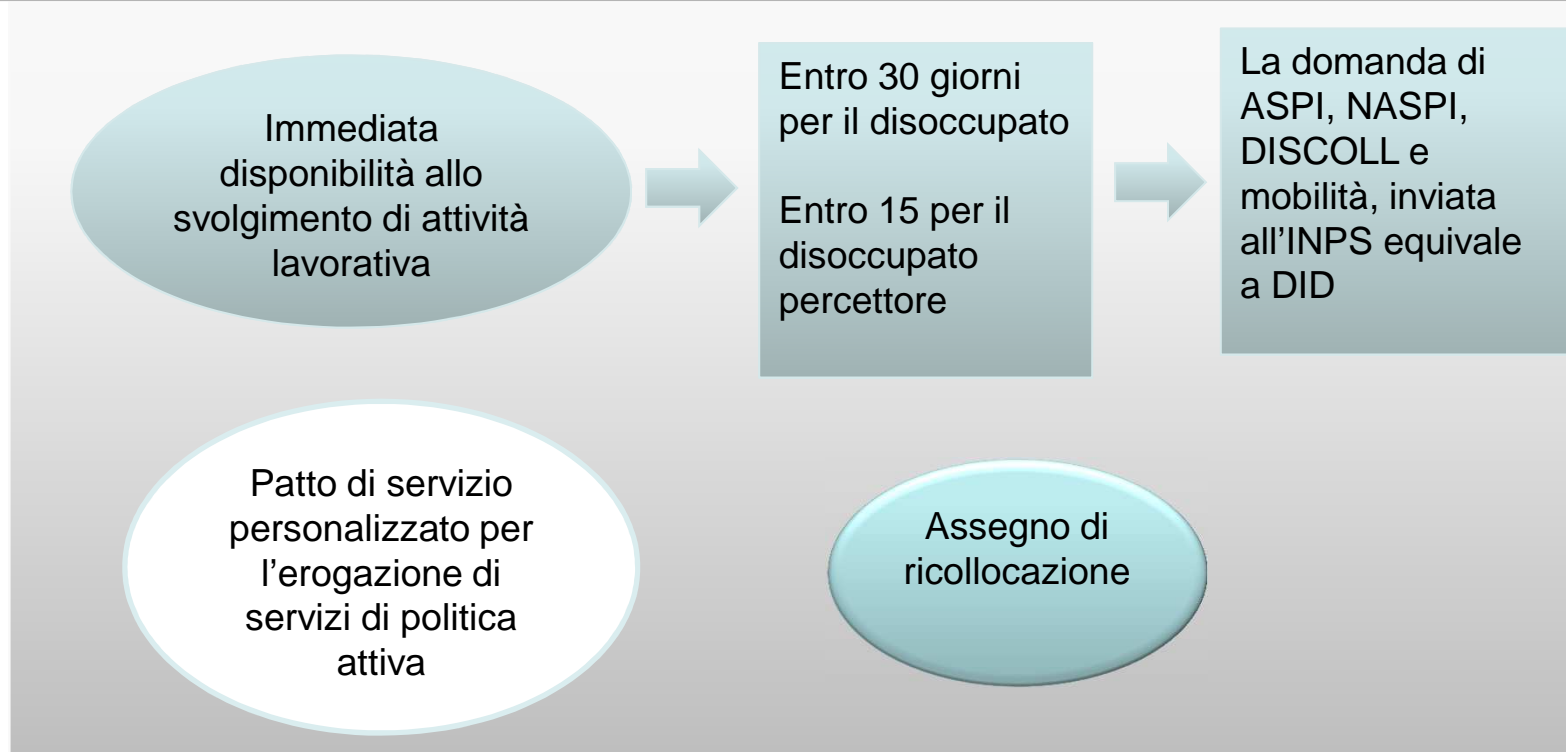 Immediata
disponibilità allo
svolgimento di attività
lavorativa
Entro 30 giorni
per il disoccupato
Entro 15 per il
disoccupato
percettore
La domanda di
ASPI, NASPI,
DISCOLL e
mobilità, inviata
all’INPS equivale
a DID
Patto di servizio
personalizzato per
l’erogazione di
servizi di politica
attiva
Assegno di
ricollocazione